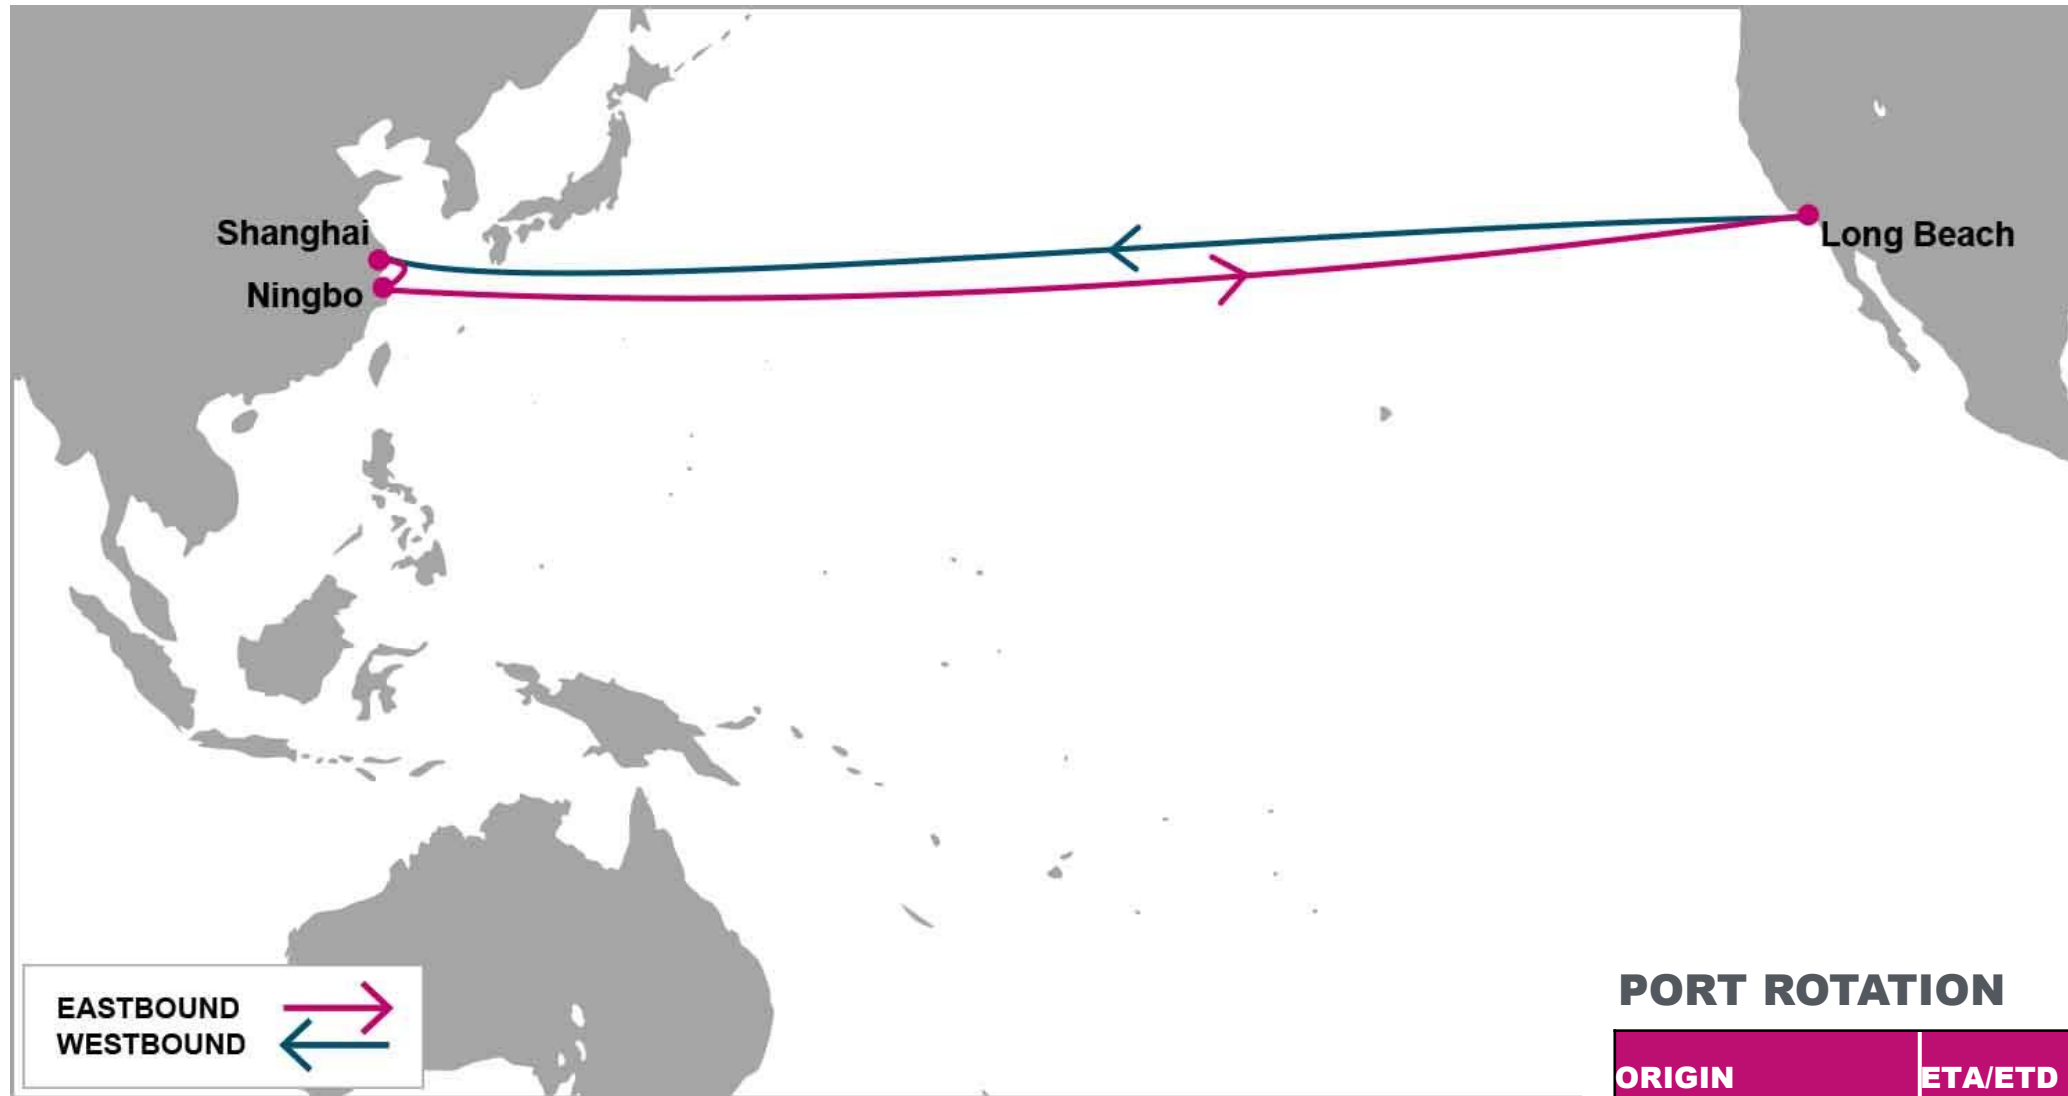 Shanghai
Ningbo
Long Beach
EASTBOUND
WESTBOUND
PORT ROTATION
ORIGIN ETA/ETD